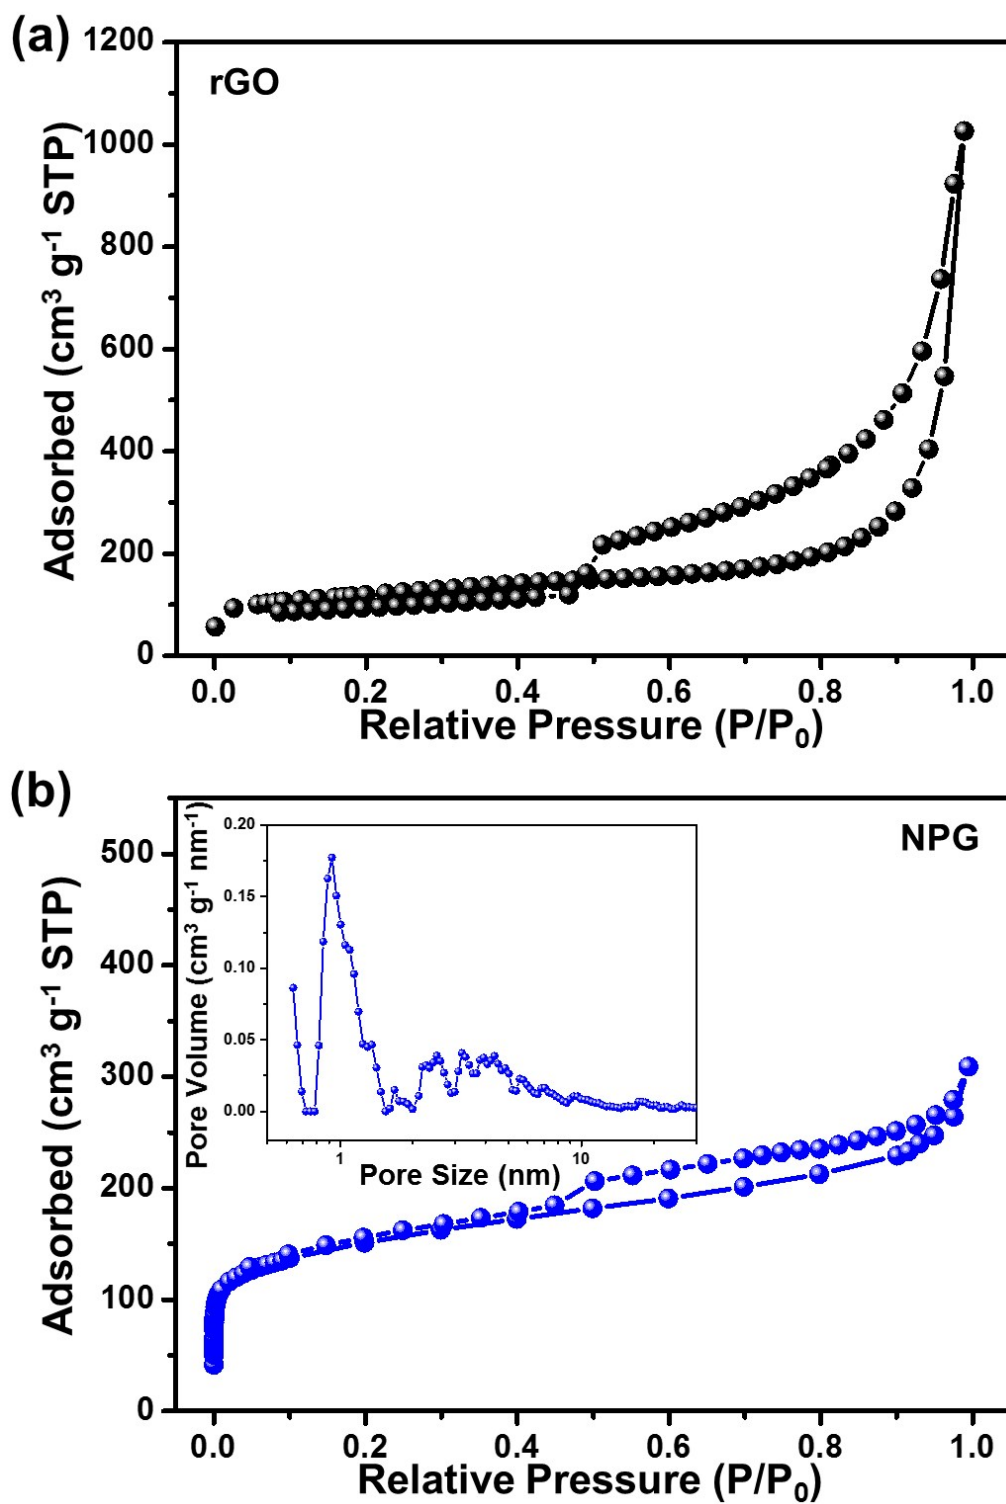 (a)
rGO
Adsorbed (cm³ g⁻¹ STP)
1200
1000
800
600
400
200
0
0.0 0.2 0.4 0.6 0.8 1.0
Relative Pressure (P/P₀)
(b)
NPG
Adsorbed (cm³ g⁻¹ STP)
500
400
300
200
100
0
Pore Volume (cm³ g⁻¹ nm⁻¹)
0.20
0.15
0.10
0.05
0.00
1 10
Pore Size (nm)
0.0 0.2 0.4 0.6 0.8 1.0
Relative Pressure (P/P₀)